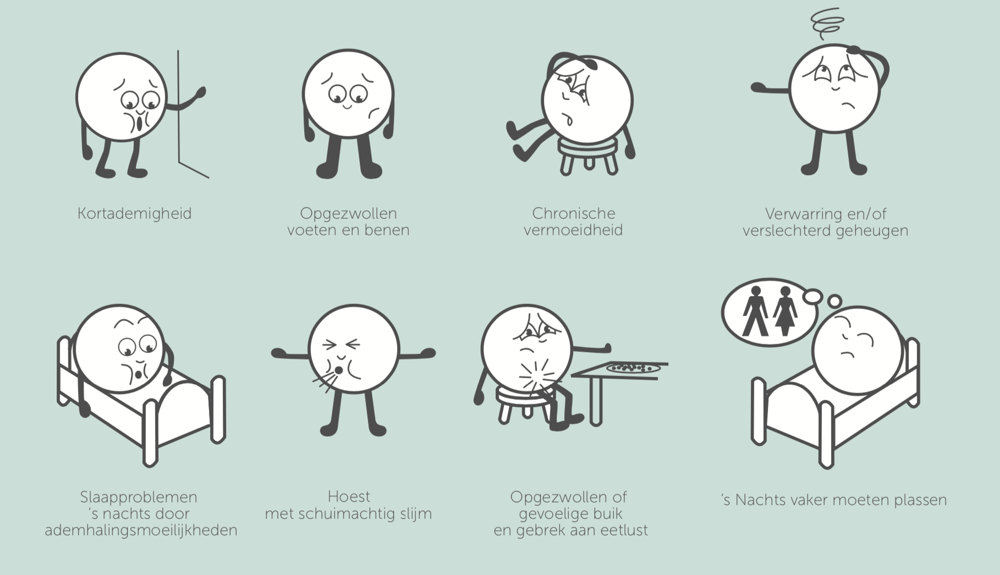 Kortademigheid
Opgezwollen
voeten en benen
Chronische
vermoeidheid
Verwarring en/of
verslechterd geheugen
Slaapproblemen
‘s nachts door
ademhalingsmoeilijkheden
Hoest
met schuimachtig slijm
Opgezwollen of
gevoelige buik
en gebrek aan eetlust
‘s Nachts vaker moeten plassen